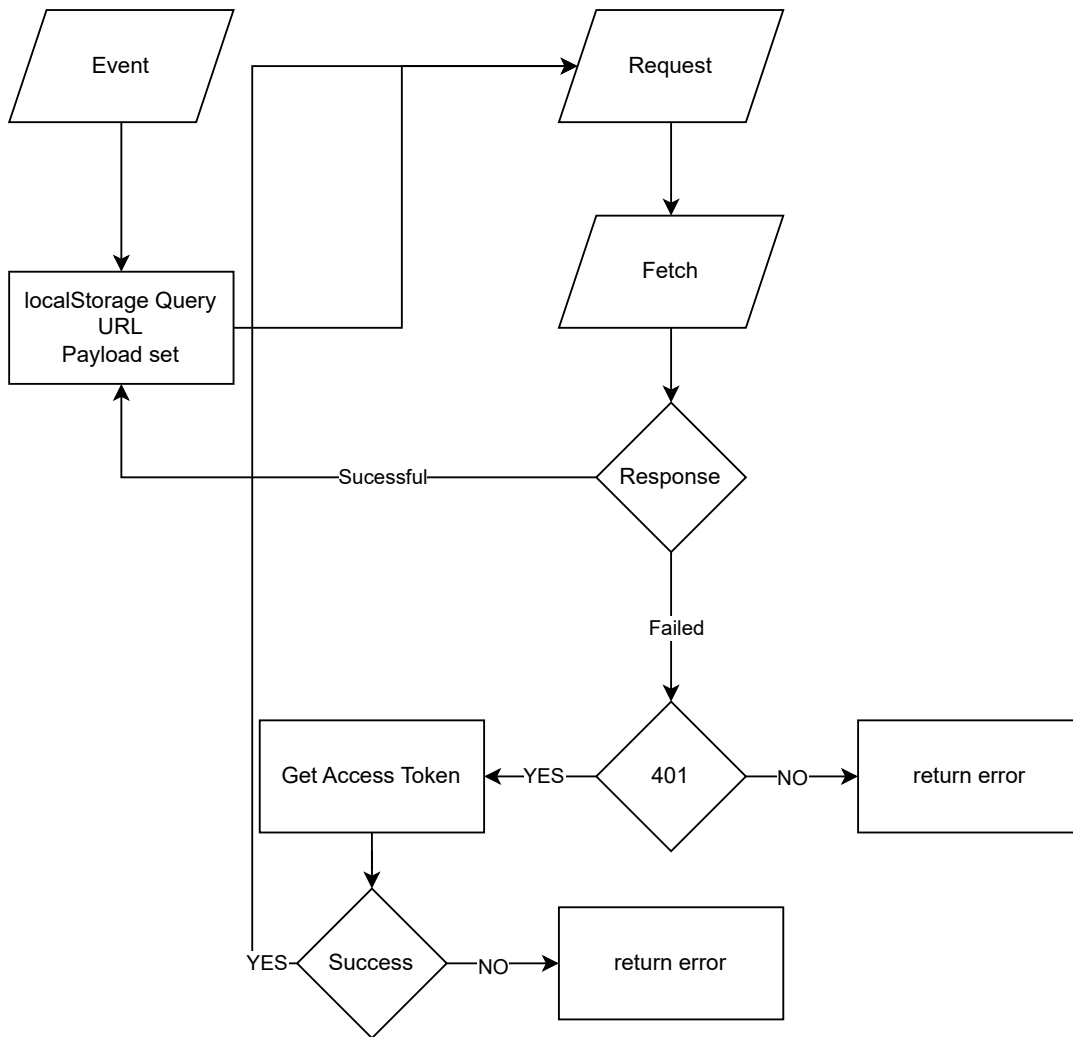 Event
Request
Fetch
localStorage Query
URL
Payload set
Sucessful
Response
Failed
Get Access Token
YES
401
NO
return error
YES
Success
NO
return error